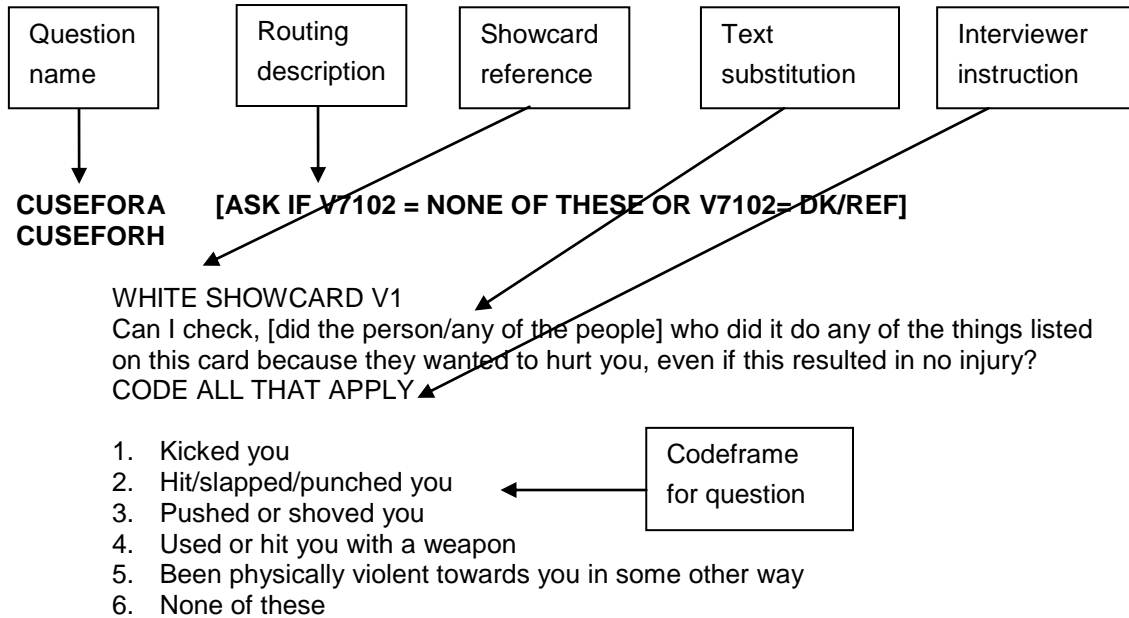 Question
name
Routing
description
Showcard
reference
Text
substitution
Interviewer
instruction
CUSEFORA [ASK IF V7102 = NONE OF THESE OR V7102= DK/REF]
CUSEFORH
WHITE SHOWCARD V1
Can I check, [did the person/any of the people] who did it do any of the things listed
on this card because they wanted to hurt you, even if this resulted in no injury?
CODE ALL THAT APPLY
1. Kicked you
2. Hit/slapped/punched you
3. Pushed or shoved you
4. Used or hit you with a weapon
5. Been physically violent towards you in some other way
6. None of these
Codeframe
for question